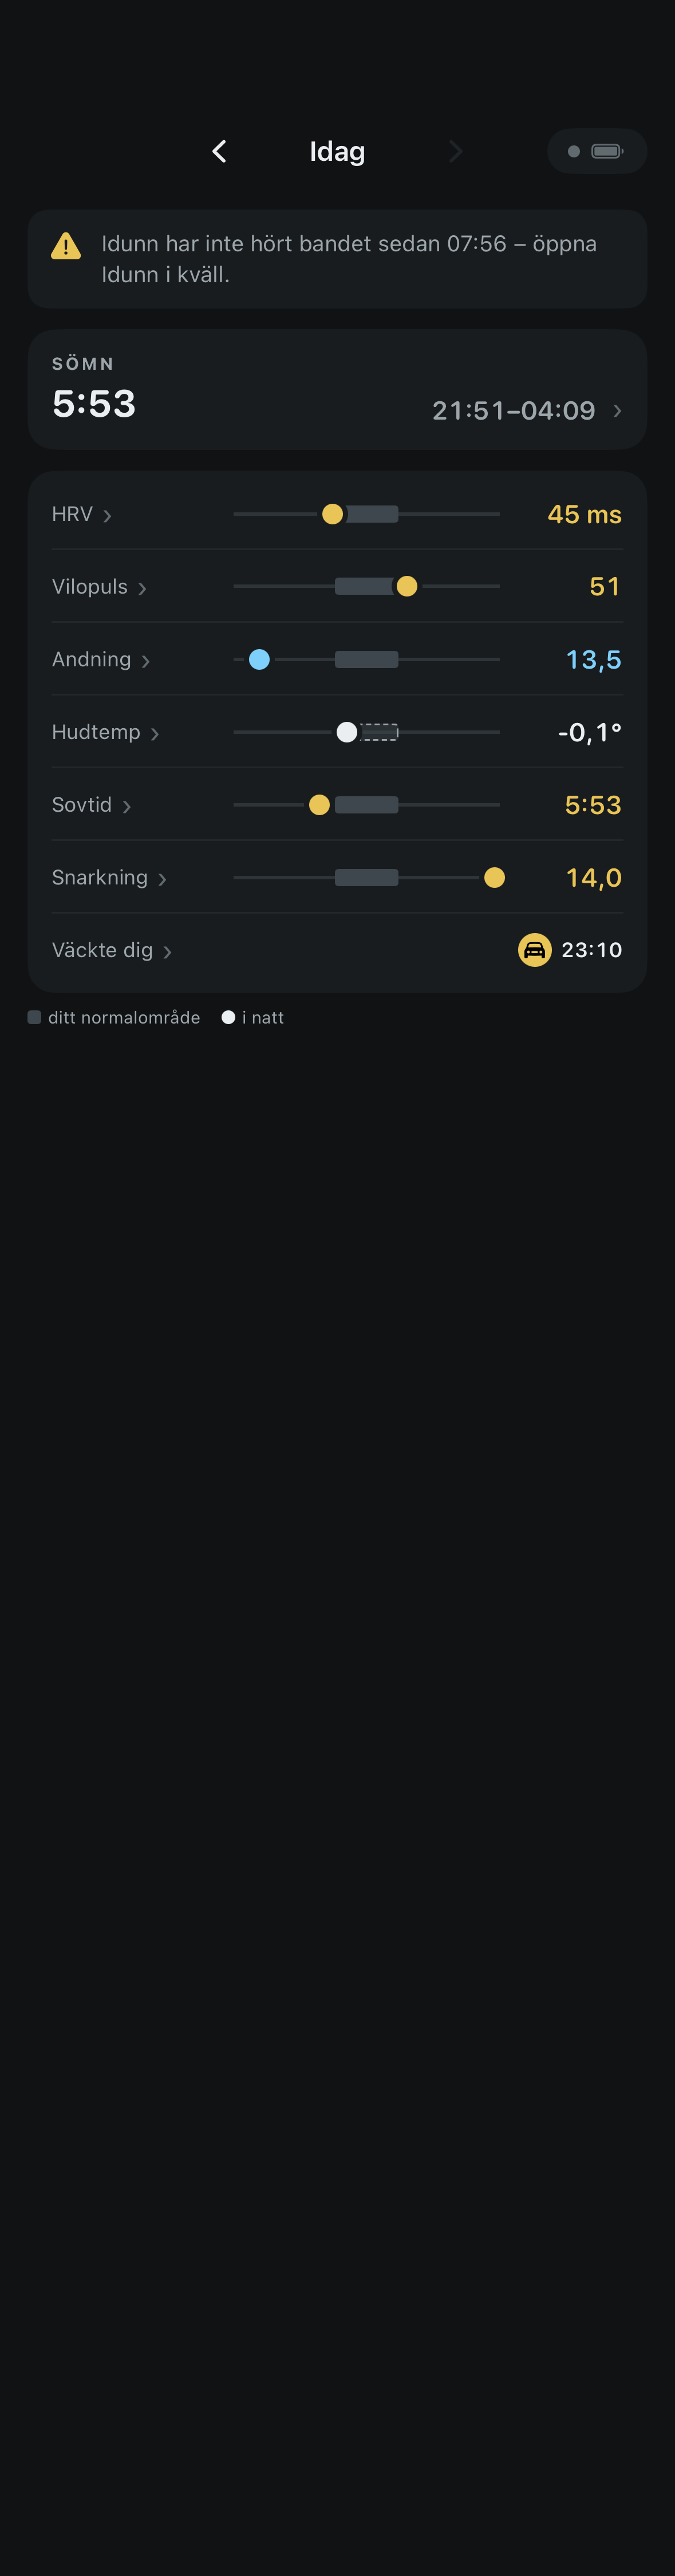 Idag
Idunn har inte hört bandet sedan 07:56 – öppna
Idunn i kväll.
SÖMN
5:53
21:51–04:09
HRV
45 ms
Vilopuls
51
Andning
13,5
Hudtemp
-0,1°
Sovtid
5:53
Snarkning
14,0
Väckte dig
23:10
ditt normalområde
i natt